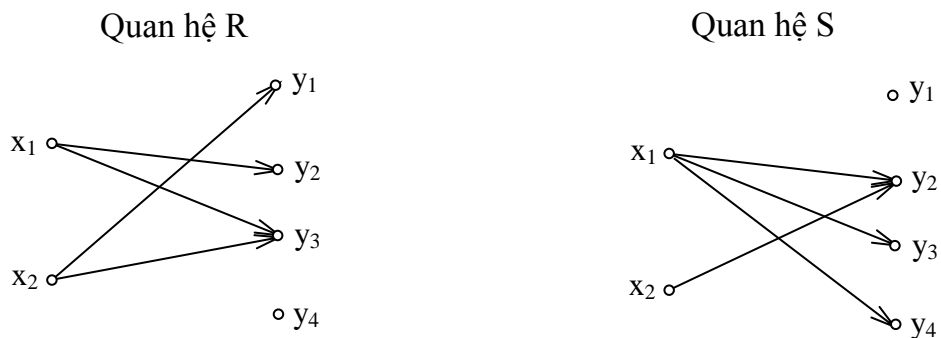 Quan hệ R
y₁
x₁
y₂
y₃
x₂
y₄
Quan hệ S
y₁
x₁
y₂
y₃
x₂
y₄